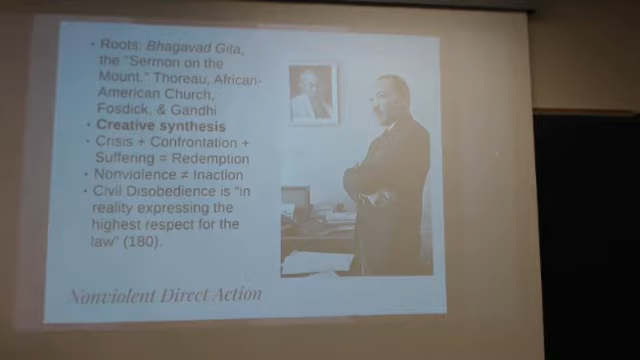 • Roots: Bhagavad Gita,
the "Sermon on the
Mount," Thoreau, African-
American Church,
Fosdick, & Gandhi
• Creative synthesis
• Crisis + Confrontation +
Suffering = Redemption
• Nonviolence ≠ Inaction
• Civil Disobedience is "in
reality expressing the
highest respect for the
law" (180).
Nonviolent Direct Action